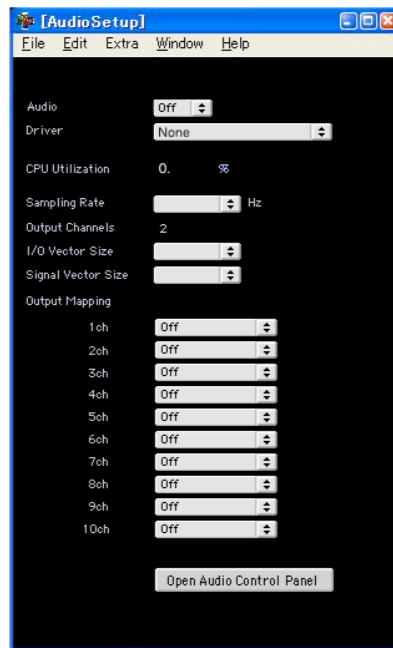 [AudioSetup]
File Edit Extra Window Help
Audio Off
Driver None
CPU Utilization 0. %
Sampling Rate Hz
Output Channels 2
I/O Vector Size
Signal Vector Size
Output Mapping
1ch Off
2ch Off
3ch Off
4ch Off
5ch Off
6ch Off
7ch Off
8ch Off
9ch Off
10ch Off
Open Audio Control Panel